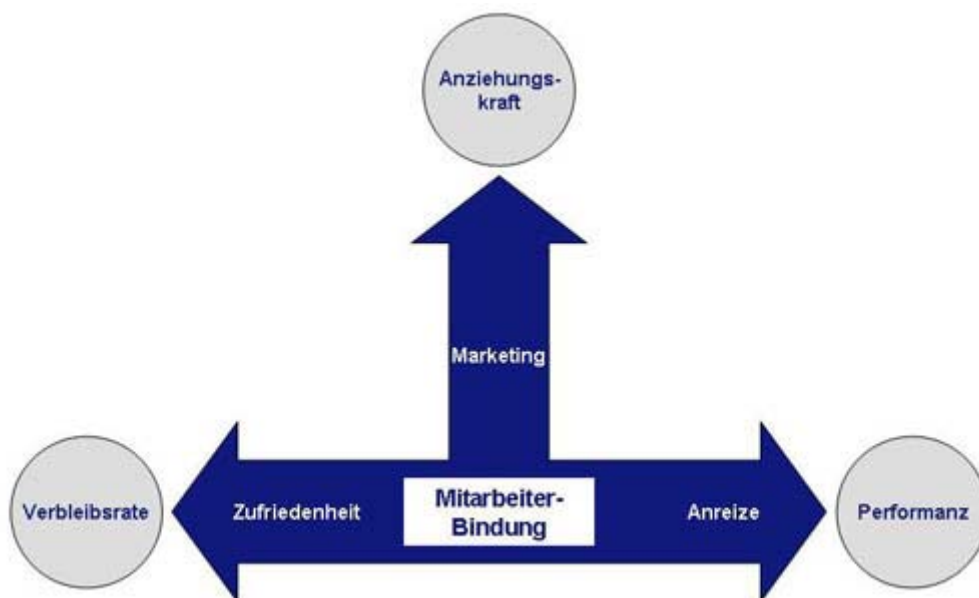 Anziehungs-
kraft
Marketing
Verbleibsrate
Zufriedenheit
Mitarbeiter-
Bindung
Anreize
Performanz